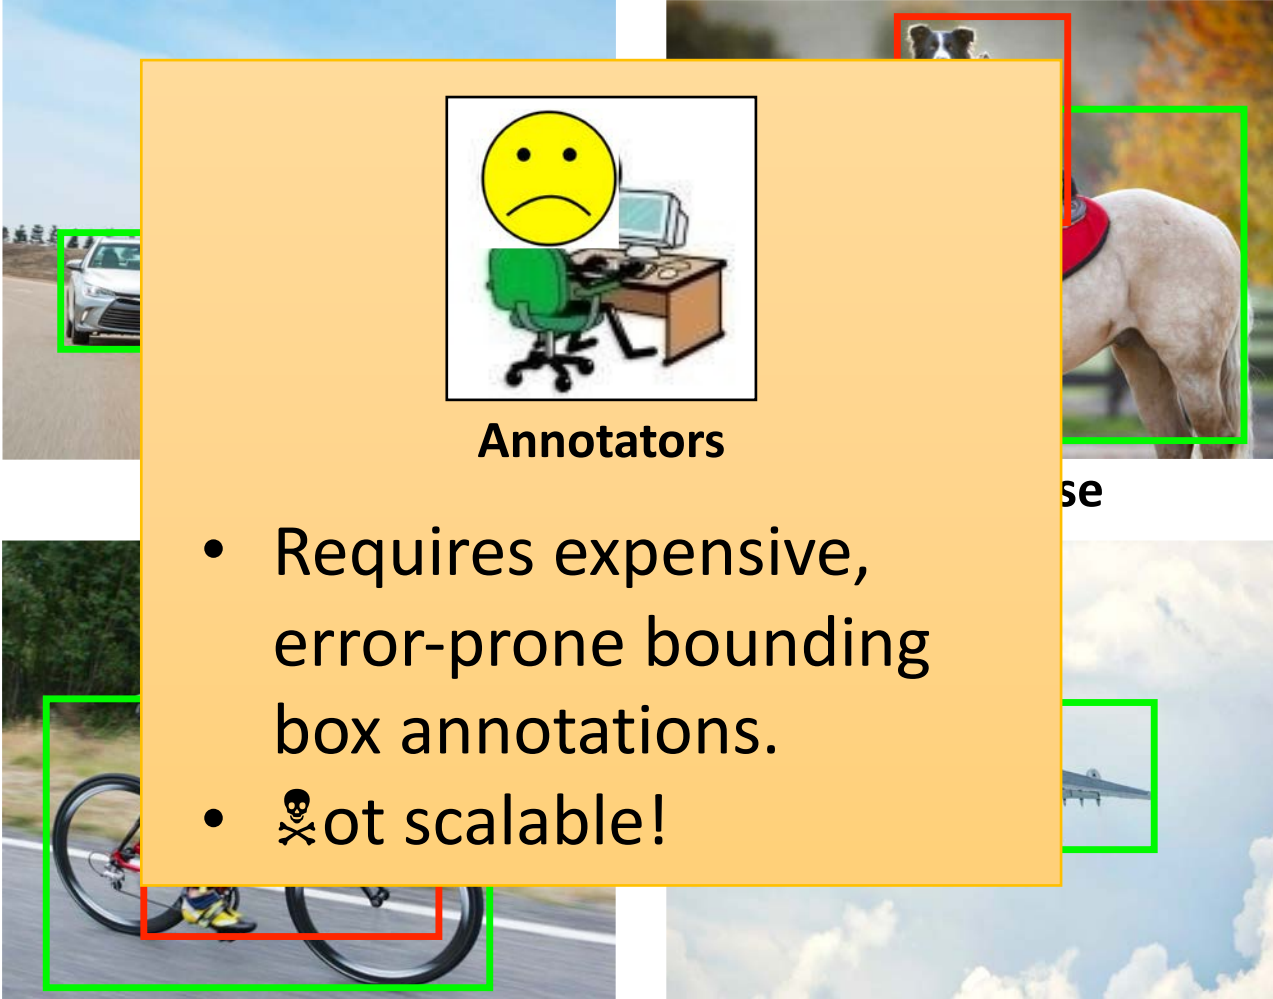 Annotators
se
• Requires expensive,
error-prone bounding
box annotations.
• ☠ot scalable!